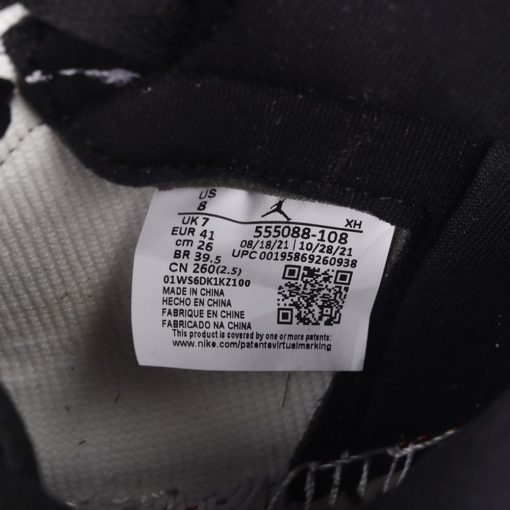 US
8
UK 7
EUR 41
cm 26
BR 39.5
CN 260(2.5)
01WS6DK1KZ100
XH
555088-108
08/18/21 | 10/28/21
UPC 00195869260938
MADE IN CHINA
HECHO EN CHINA
FABRIQUE EN CHINE
FABRICADO NA CHINA
This product is covered by one or more patents:
www.nike.com/patentsvirtualmarking